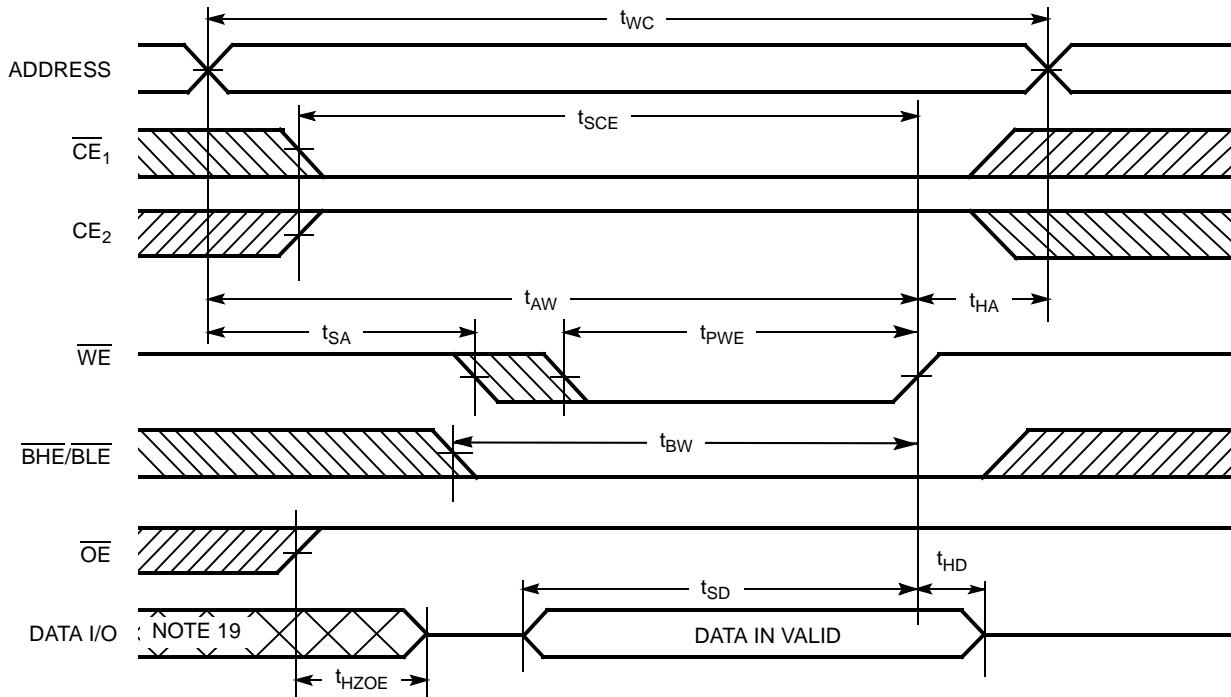 tWC
ADDRESS
tSCE
CE1
CE2
tAW
tHA
tSA
tPWE
WE
tBW
BHE/BLE
OE
tHD
tSD
DATA I/O
NOTE 19
DATA IN VALID
tHZOE